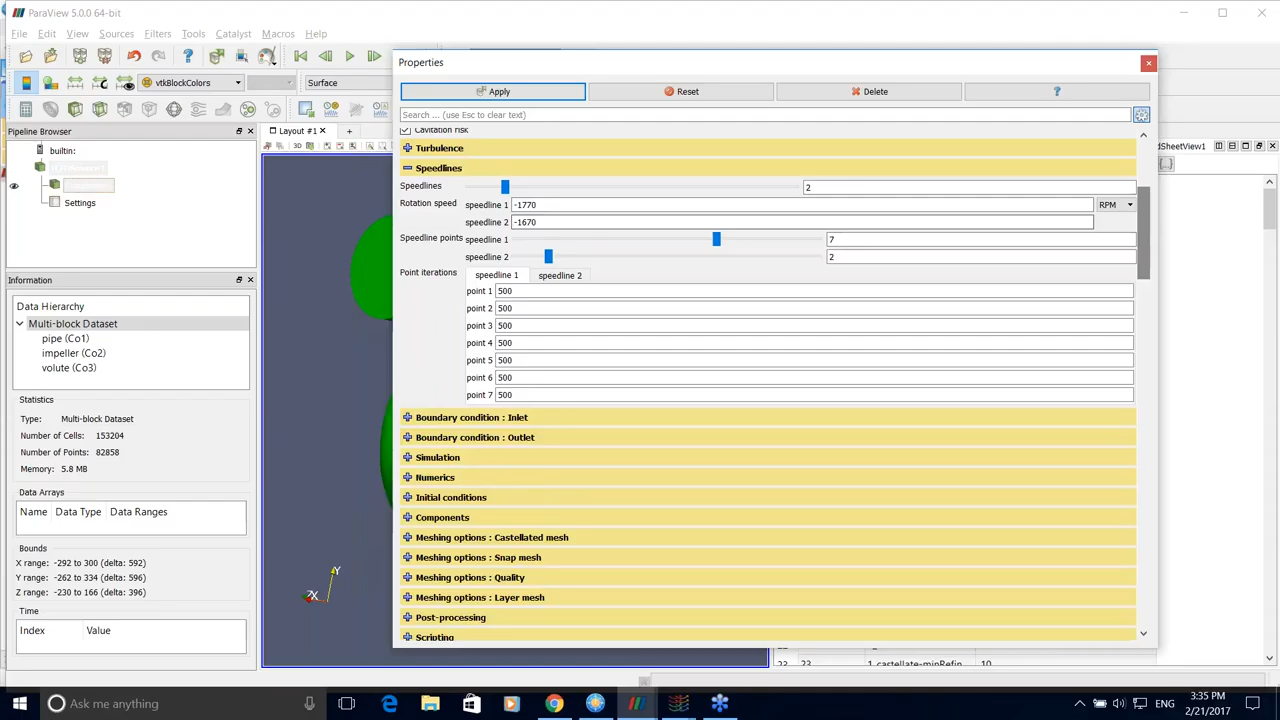 ParaView 5.0.0 64-bit
File Edit View Sources Filters Tools Catalyst Macros Help
Properties
Apply Reset Delete ?
vtkBlockColors Surface
Search ... (use Esc to clear text)
Pipeline Browser
Layout #1
3D
dSheetView1
builtin:
Settings
Cavitation risk
Turbulence
Speedlines
Speedlines 2
Rotation speed speedline 1 -1770 RPM
speedline 2 -1670
Speedline points speedline 1 7
speedline 2 2
Point iterations speedline 1 speedline 2
point 1 500
point 2 500
point 3 500
point 4 500
point 5 500
point 6 500
point 7 500
Boundary condition : Inlet
Boundary condition : Outlet
Simulation
Numerics
Initial conditions
Components
Meshing options : Castellated mesh
Meshing options : Snap mesh
Meshing options : Quality
Meshing options : Layer mesh
Post-processing
Scripting
Information
Data Hierarchy
Multi-block Dataset
pipe (Co1)
impeller (Co2)
volute (Co3)
Statistics
Type: Multi-block Dataset
Number of Cells: 153204
Number of Points: 82858
Memory: 5.8 MB
Data Arrays
Name Data Type Data Ranges
Bounds
X range: -292 to 300 (delta: 592)
Y range: -262 to 334 (delta: 596)
Z range: -230 to 166 (delta: 396)
Time
Index Value
Y
X
23 1 castellate-minRefin 10
Ask me anything
ENG
3:35 PM
2/21/2017